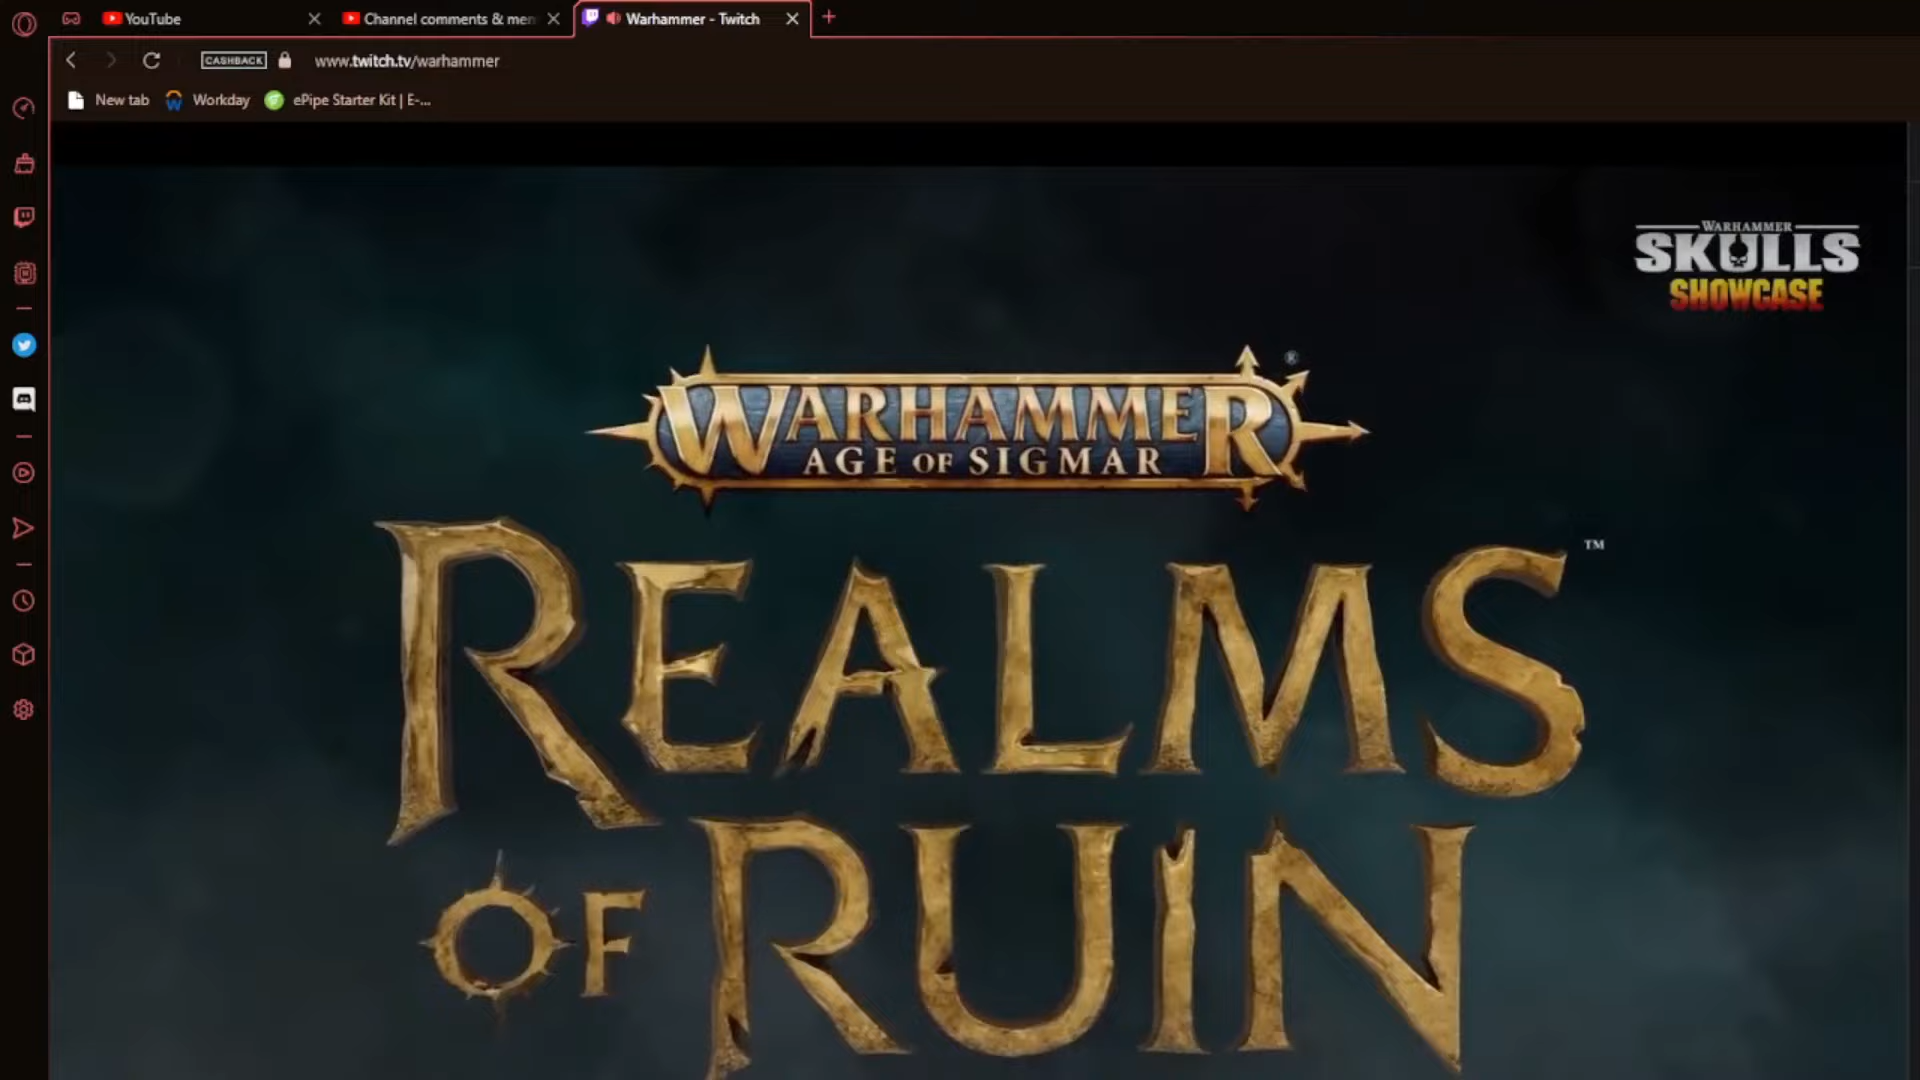 YouTube
Channel comments & men
Warhammer - Twitch
CASHBACK
www.twitch.tv/warhammer
New tab
Workday
ePipe Starter Kit | E-...
WARHAMMER
SKULLS
SHOWCASE
WARHAMMER ®
AGE OF SIGMAR
REALMS ™
OF RUIN